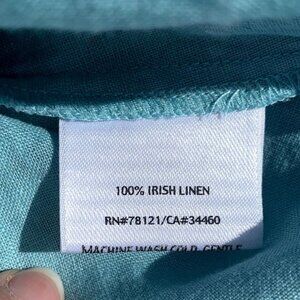 100% IRISH LINEN
RN#78121/CA#34460
MACHINE WASH COLD, GENTLE